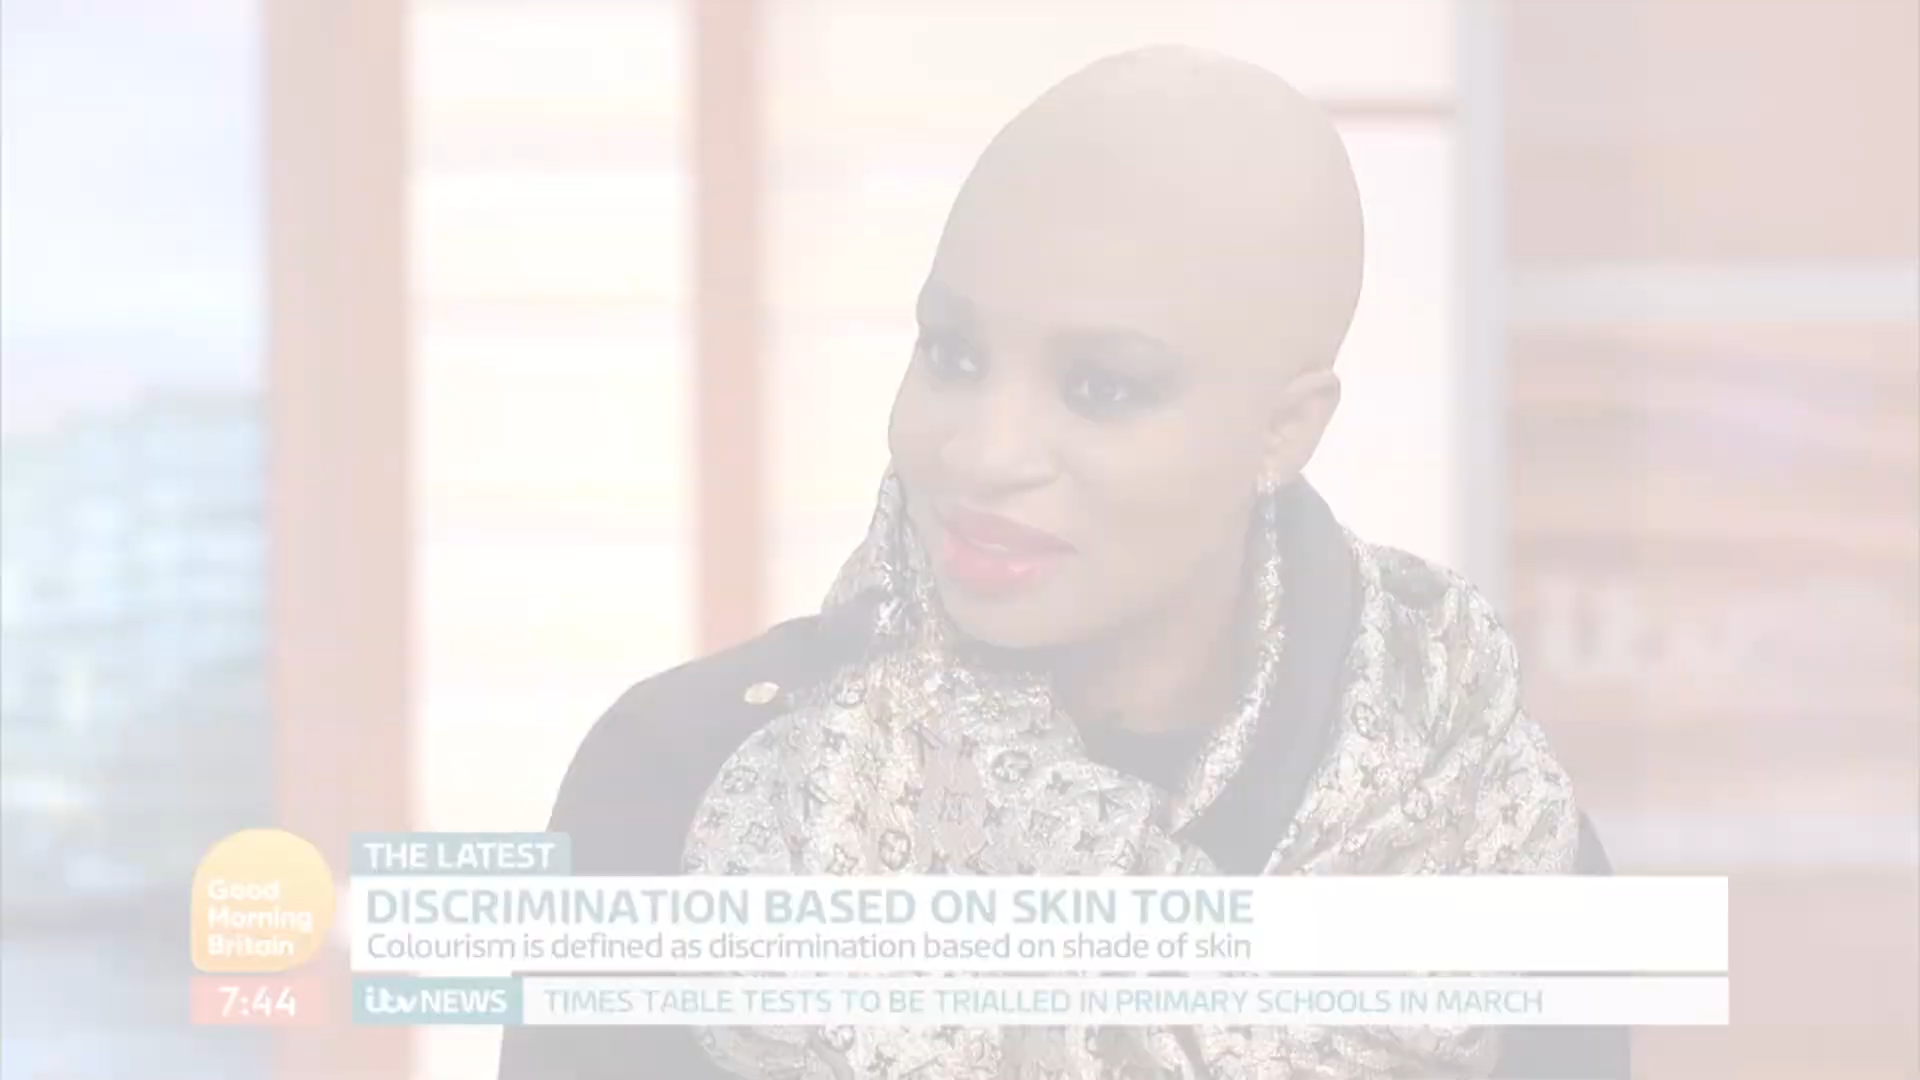 THE LATEST
Good
Morning
Britain
DISCRIMINATION BASED ON SKIN TONE
Colourism is defined as discrimination based on shade of skin
7:44
itv NEWS
TIMES TABLE TESTS TO BE TRIALLED IN PRIMARY SCHOOLS IN MARCH